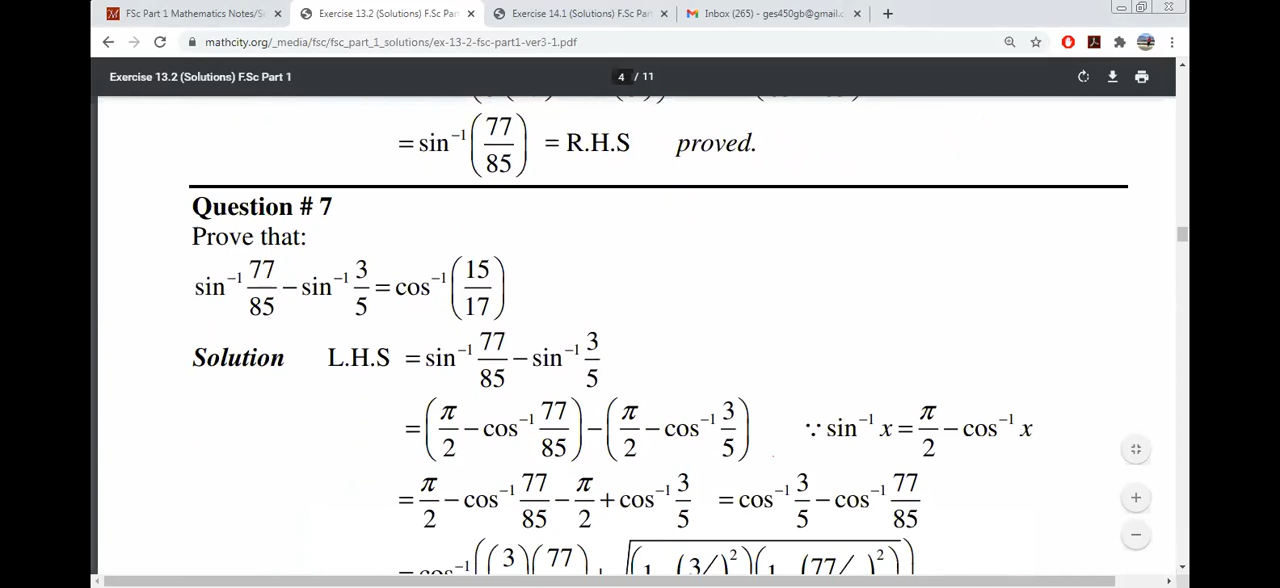 FSc Part 1 Mathematics Notes/S
Exercise 13.2 (Solutions) F.Sc Par
Exercise 14.1 (Solutions) F.Sc Par
Inbox (265) - ges450gb@gmail.c
mathcity.org/_media/fsc/fsc_part_1_solutions/ex-13-2-fsc-part1-ver3-1.pdf
Exercise 13.2 (Solutions) F.Sc Part 1
4 / 11
= sin⁻¹(77/85) = R.H.S proved.
Question # 7
Prove that:
sin⁻¹ 77/85 − sin⁻¹ 3/5 = cos⁻¹(15/17)
Solution L.H.S = sin⁻¹ 77/85 − sin⁻¹ 3/5
= (π/2 − cos⁻¹ 77/85) − (π/2 − cos⁻¹ 3/5) ∵ sin⁻¹ x = π/2 − cos⁻¹ x
= π/2 − cos⁻¹ 77/85 − π/2 + cos⁻¹ 3/5 = cos⁻¹ 3/5 − cos⁻¹ 77/85